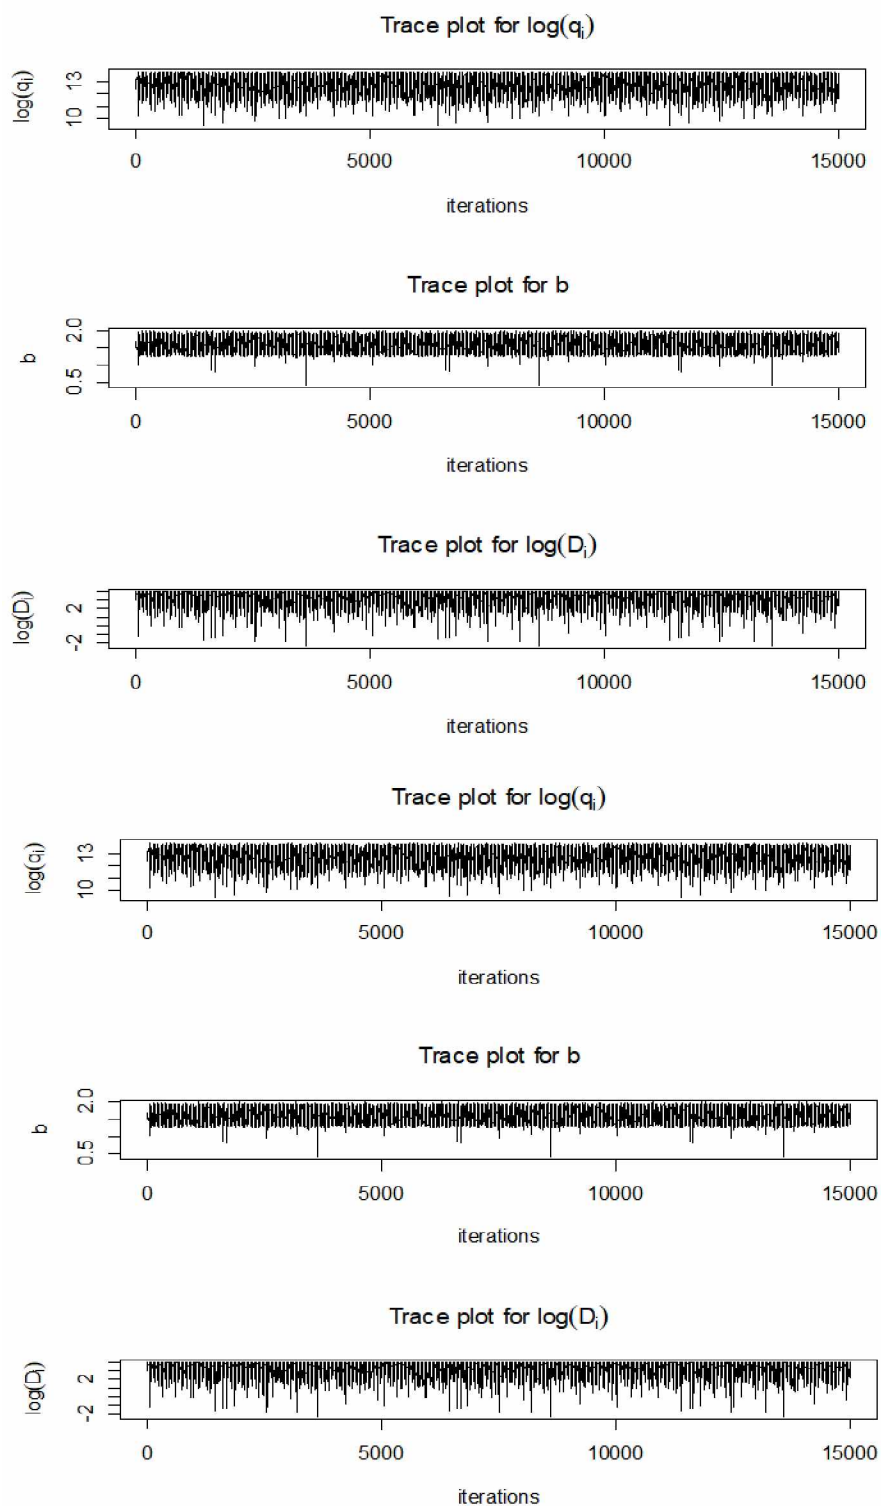 Trace plot for log(qᵢ)
log(qᵢ)
13
10
0 5000 10000 15000
iterations
Trace plot for b
b
2.0
0.5
0 5000 10000 15000
iterations
Trace plot for log(Dᵢ)
log(Dᵢ)
2
-2
0 5000 10000 15000
iterations
Trace plot for log(qᵢ)
log(qᵢ)
13
10
0 5000 10000 15000
iterations
Trace plot for b
b
2.0
0.5
0 5000 10000 15000
iterations
Trace plot for log(Dᵢ)
log(Dᵢ)
2
-2
0 5000 10000 15000
iterations